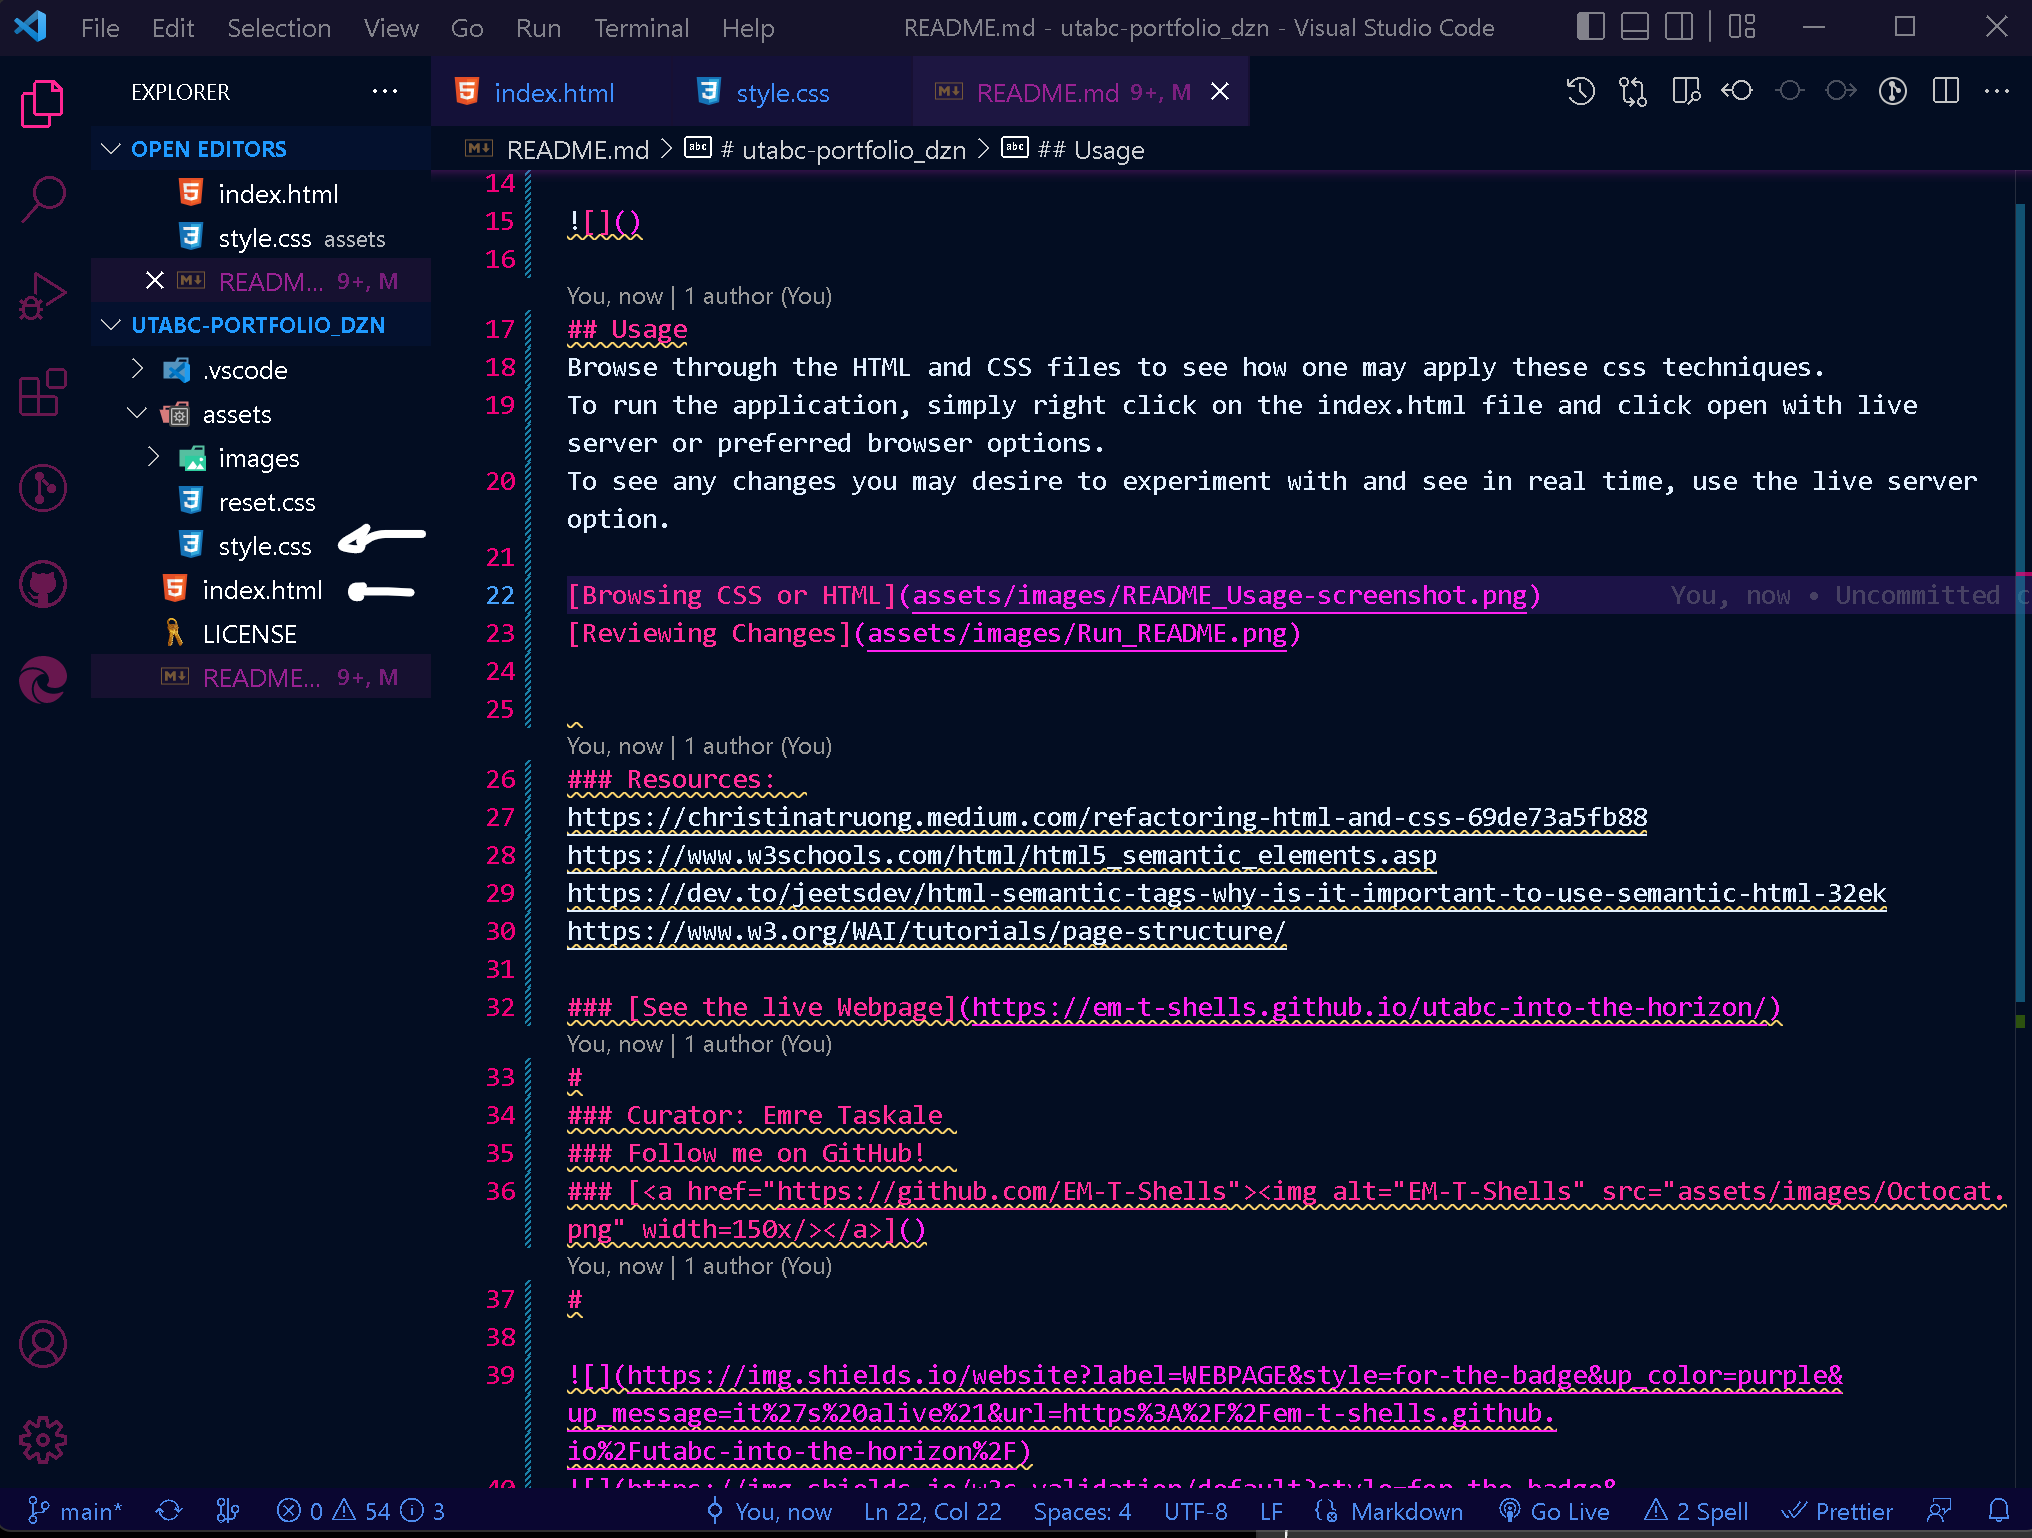 File Edit Selection View Go Run Terminal Help README.md - utabc-portfolio_dzn - Visual Studio Code
EXPLORER ···
index.html style.css README.md 9+, M
OPEN EDITORS
index.html
style.css assets
READM... 9+, M
UTABC-PORTFOLIO_DZN
.vscode
assets
images
reset.css
style.css
index.html
LICENSE
README... 9+, M
README.md > # utabc-portfolio_dzn > ## Usage
14
15 ![]()
16
You, now | 1 author (You)
17 ## Usage
18 Browse through the HTML and CSS files to see how one may apply these css techniques.
19 To run the application, simply right click on the index.html file and click open with live
server or preferred browser options.
20 To see any changes you may desire to experiment with and see in real time, use the live server
option.
21
22 [Browsing CSS or HTML](assets/images/README_Usage-screenshot.png) You, now • Uncommitted c
23 [Reviewing Changes](assets/images/Run_README.png)
24
25
You, now | 1 author (You)
26 ### Resources:
27 https://christinatruong.medium.com/refactoring-html-and-css-69de73a5fb88
28 https://www.w3schools.com/html/html5_semantic_elements.asp
29 https://dev.to/jeetsdev/html-semantic-tags-why-is-it-important-to-use-semantic-html-32ek
30 https://www.w3.org/WAI/tutorials/page-structure/
31
32 ### [See the live Webpage](https://em-t-shells.github.io/utabc-into-the-horizon/)
You, now | 1 author (You)
33 #
34 ### Curator: Emre Taskale
35 ### Follow me on GitHub!
36 ### [<a href="https://github.com/EM-T-Shells"><img alt="EM-T-Shells" src="assets/images/Octocat.
png" width=150x/></a>]()
You, now | 1 author (You)
37 #
38
39 ![](https://img.shields.io/website?label=WEBPAGE&style=for-the-badge&up_color=purple&
up_message=it%27s%20alive%21&url=https%3A%2F%2Fem-t-shells.github.
io%2Futabc-into-the-horizon%2F)
40 ![](https://img.shields.io/w3c-validation/default?style=for-the-badge&
main* 0 54 3 You, now Ln 22, Col 22 Spaces: 4 UTF-8 LF Markdown Go Live 2 Spell Prettier